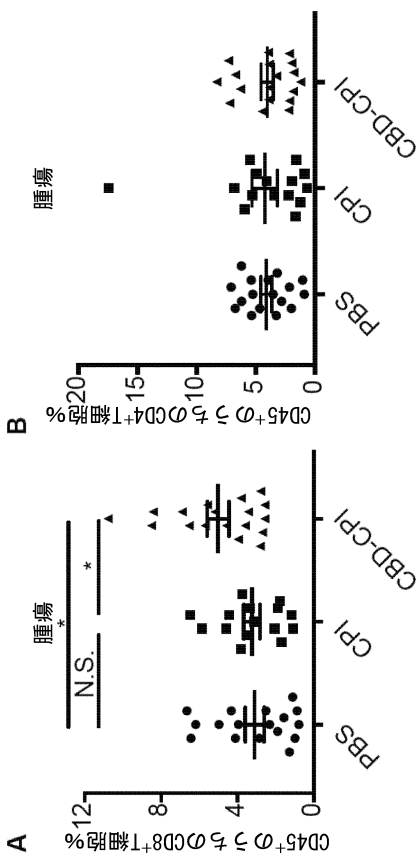 A
腫瘍
*
N.S.
*
CD45⁺のうちのCD8⁺T細胞%
12
8
4
0
PBS
CPI
CBD-CPI
B
腫瘍
CD45⁺のうちのCD4⁺T細胞%
20
15
10
5
0
PBS
CPI
CBD-CPI